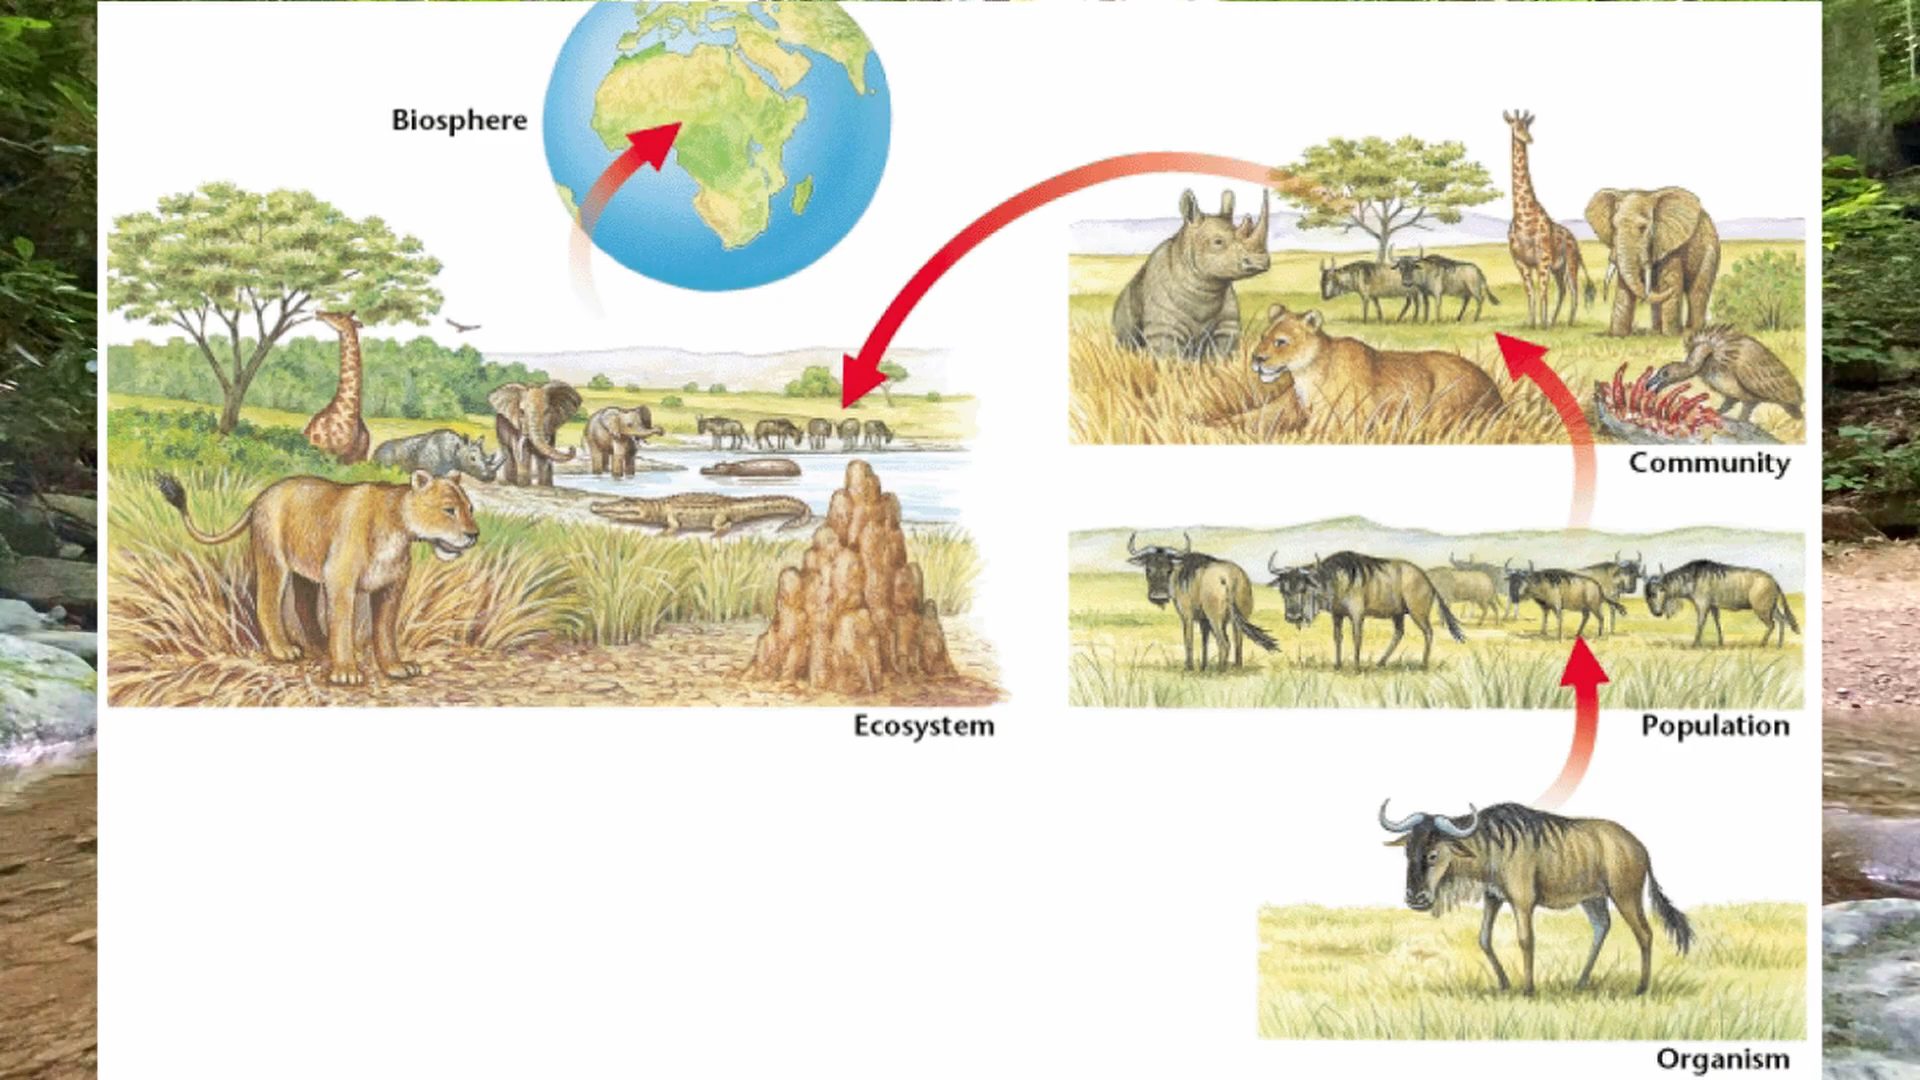 Biosphere
Community
Ecosystem
Population
Organism